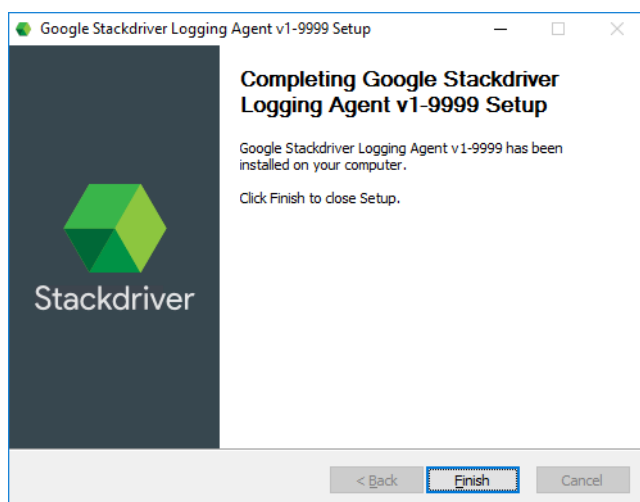 Google Stackdriver Logging Agent v1-9999 Setup
Completing Google Stackdriver
Logging Agent v1-9999 Setup
Google Stackdriver Logging Agent v1-9999 has been
installed on your computer.
Click Finish to close Setup.
Stackdriver
< Back Finish Cancel